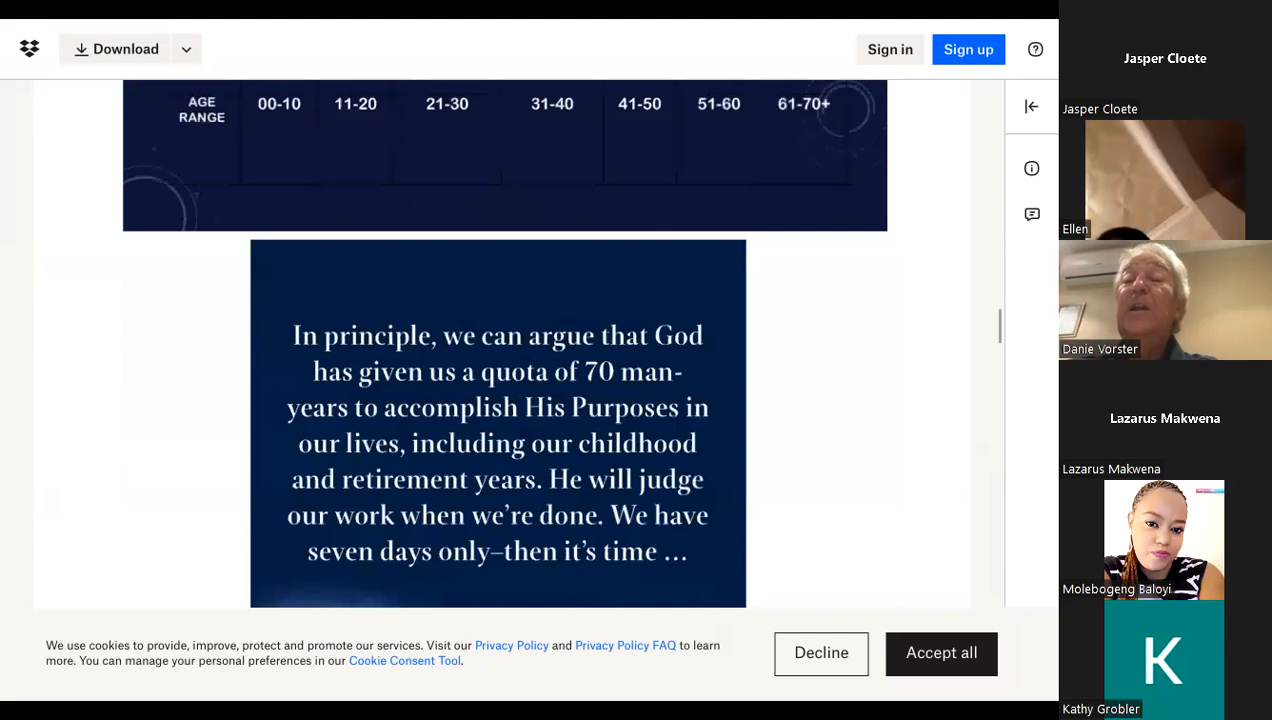 Download
Sign in
Sign up
AGE
RANGE
00-10
11-20
21-30
31-40
41-50
51-60
61-70+
In principle, we can argue that God
has given us a quota of 70 man-
years to accomplish His Purposes in
our lives, including our childhood
and retirement years. He will judge
our work when we're done. We have
seven days only–then it's time ...
We use cookies to provide, improve, protect and promote our services. Visit our Privacy Policy and Privacy Policy FAQ to learn
more. You can manage your personal preferences in our Cookie Consent Tool.
Decline
Accept all
Jasper Cloete
Jasper Cloete
Ellen
Danie Vorster
Lazarus Makwena
Lazarus Makwena
Molebogeng Baloyi
K
Kathy Grobler